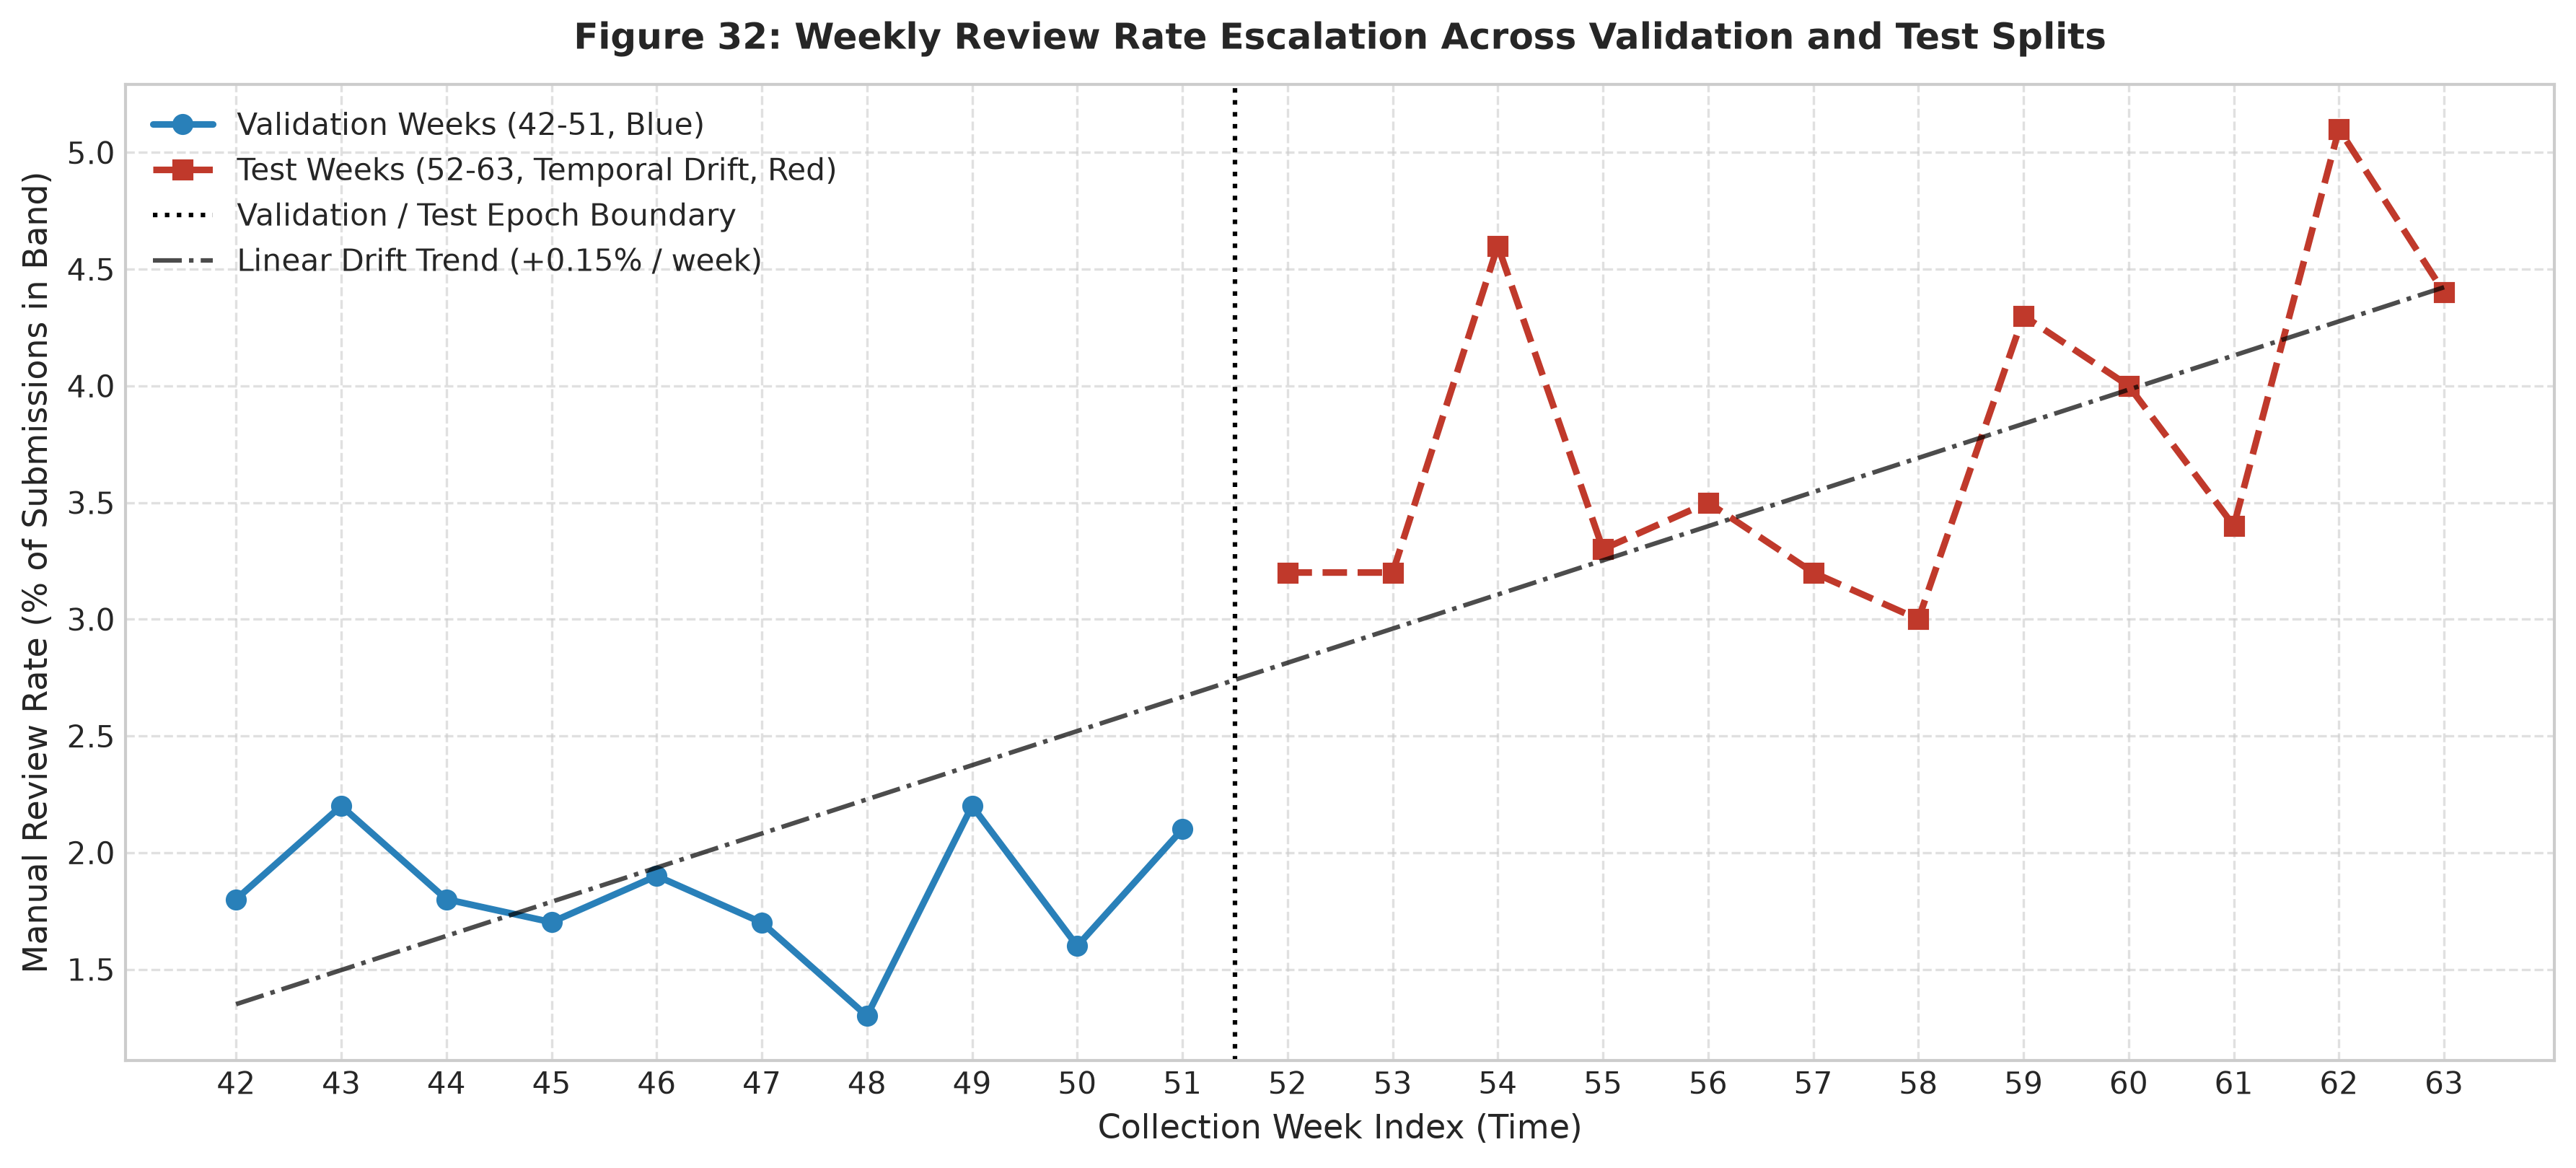 Figure 32: Weekly Review Rate Escalation Across Validation and Test Splits
Validation Weeks (42-51, Blue)
Test Weeks (52-63, Temporal Drift, Red)
Validation / Test Epoch Boundary
Linear Drift Trend (+0.15% / week)
Manual Review Rate (% of Submissions in Band)
5.0
4.5
4.0
3.5
3.0
2.5
2.0
1.5
42 43 44 45 46 47 48 49 50 51 52 53 54 55 56 57 58 59 60 61 62 63
Collection Week Index (Time)